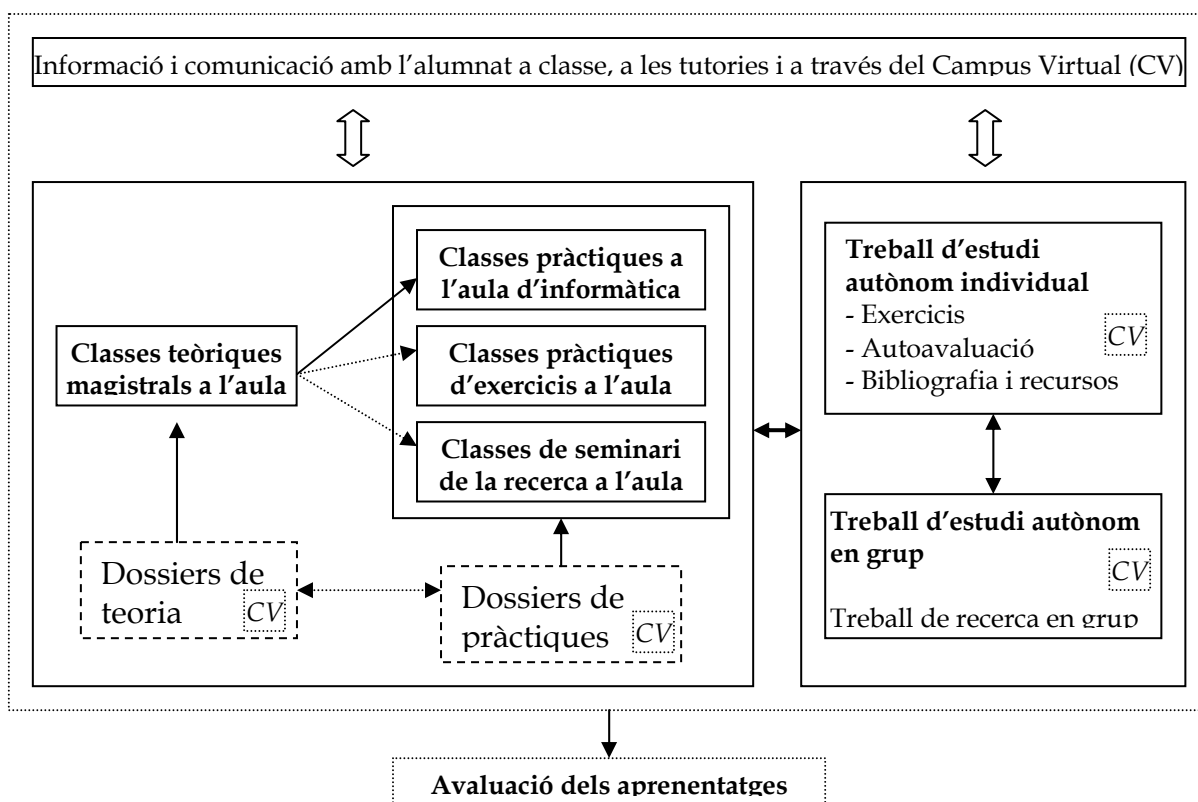 Informació i comunicació amb l’alumnat a classe, a les tutories i a través del Campus Virtual (CV)
Classes teòriques
magistrals a l’aula
Classes pràctiques a
l’aula d’informàtica
Classes pràctiques
d’exercicis a l’aula
Classes de seminari
de la recerca a l’aula
Dossiers de
teoria
CV
Dossiers de
pràctiques
CV
Treball d’estudi
autònom individual
- Exercicis
- Autoavaluació
- Bibliografia i recursos
CV
Treball d’estudi autònom
en grup
CV
Treball de recerca en grup
Avaluació dels aprenentatges